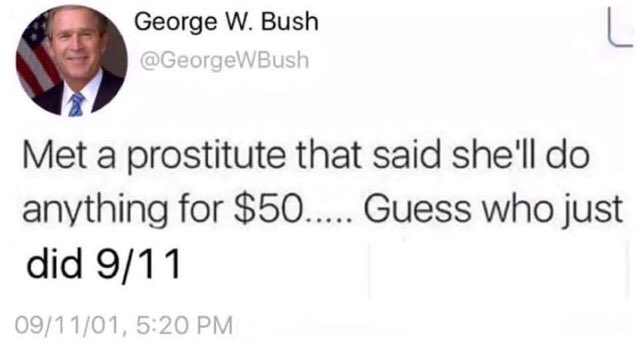 George W. Bush
@GeorgeWBush
Met a prostitute that said she'll do
anything for $50..... Guess who just
did 9/11
09/11/01, 5:20 PM